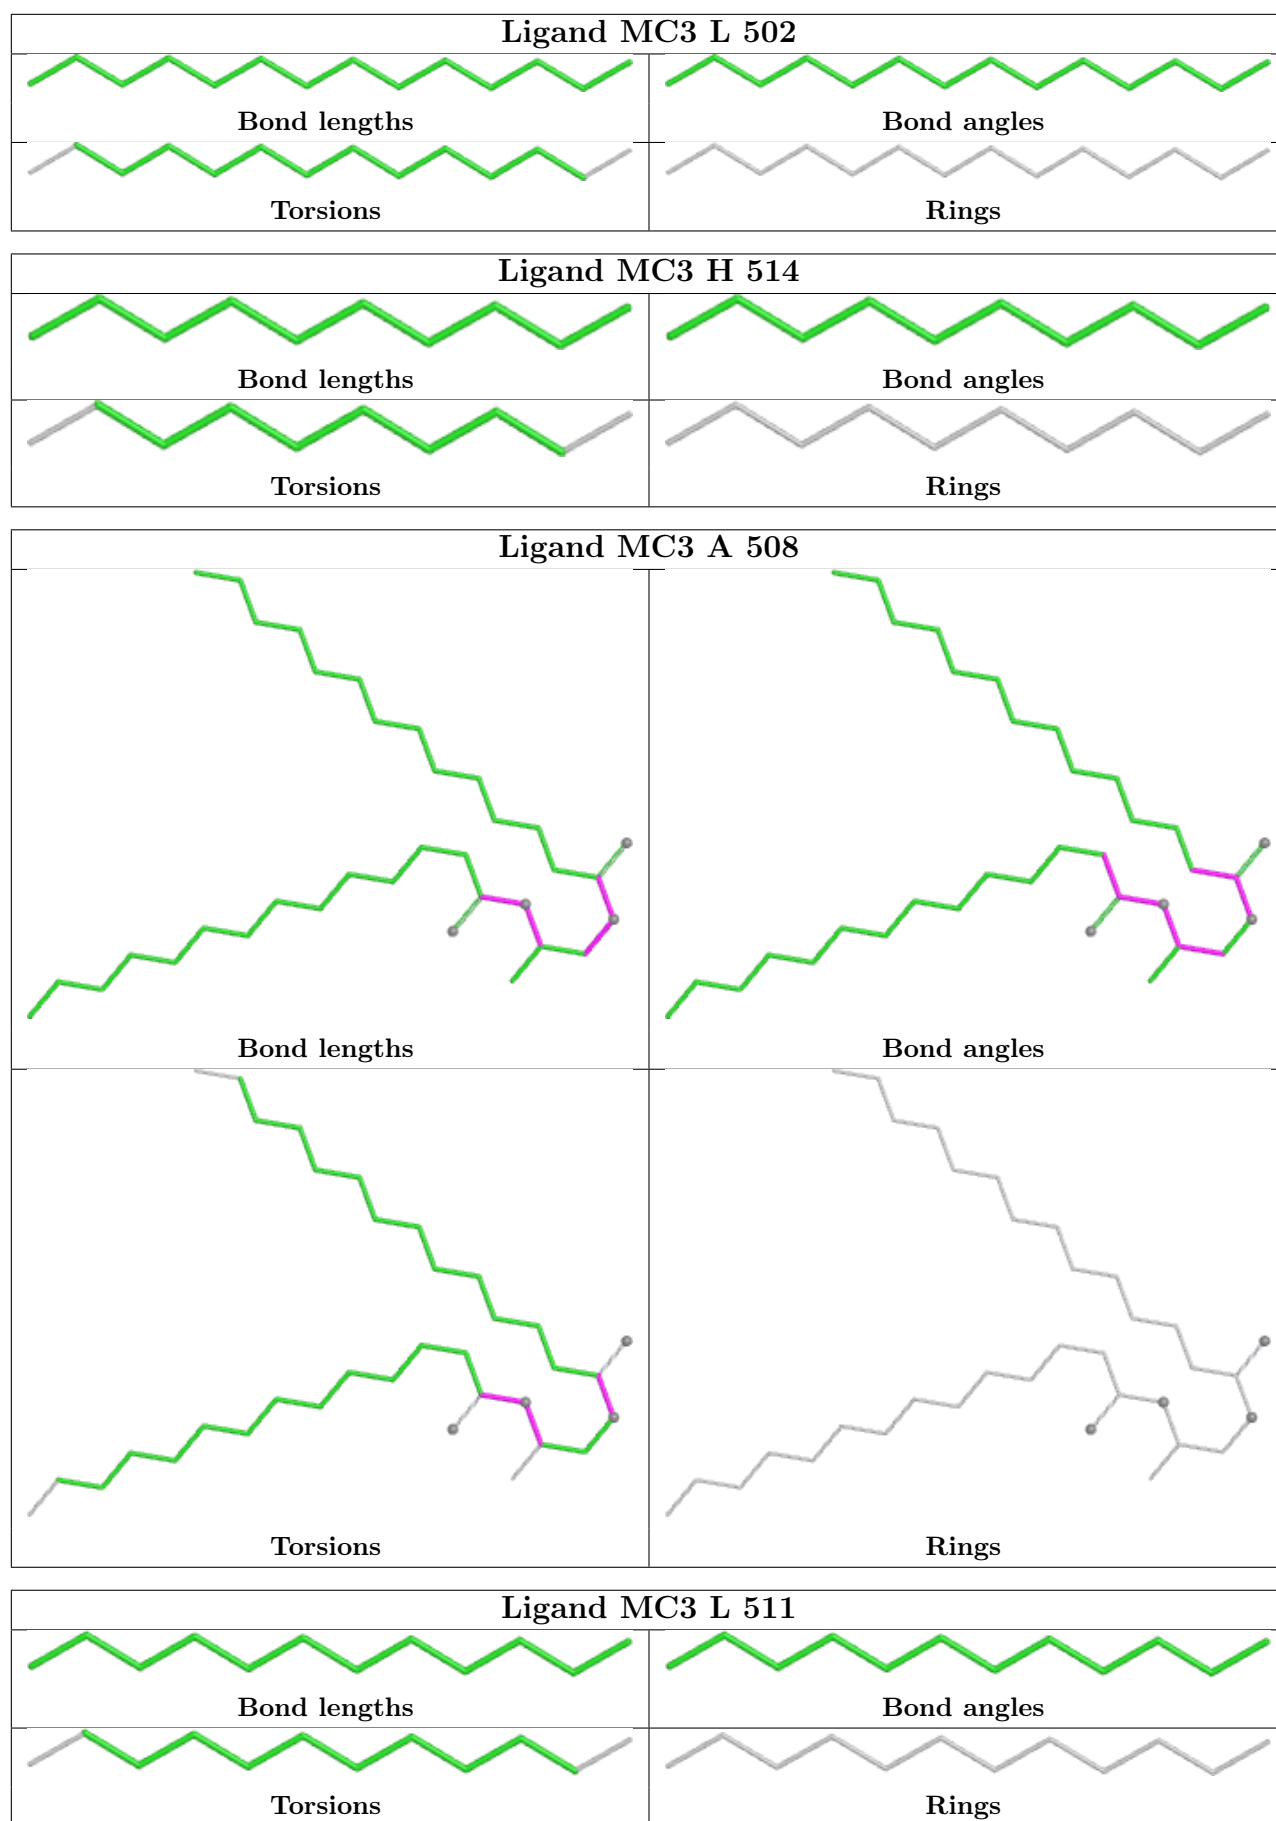 Ligand MC3 L 502
Bond lengths
Bond angles
Torsions
Rings
Ligand MC3 H 514
Bond lengths
Bond angles
Torsions
Rings
Ligand MC3 A 508
Bond lengths
Bond angles
Torsions
Rings
Ligand MC3 L 511
Bond lengths
Bond angles
Torsions
Rings